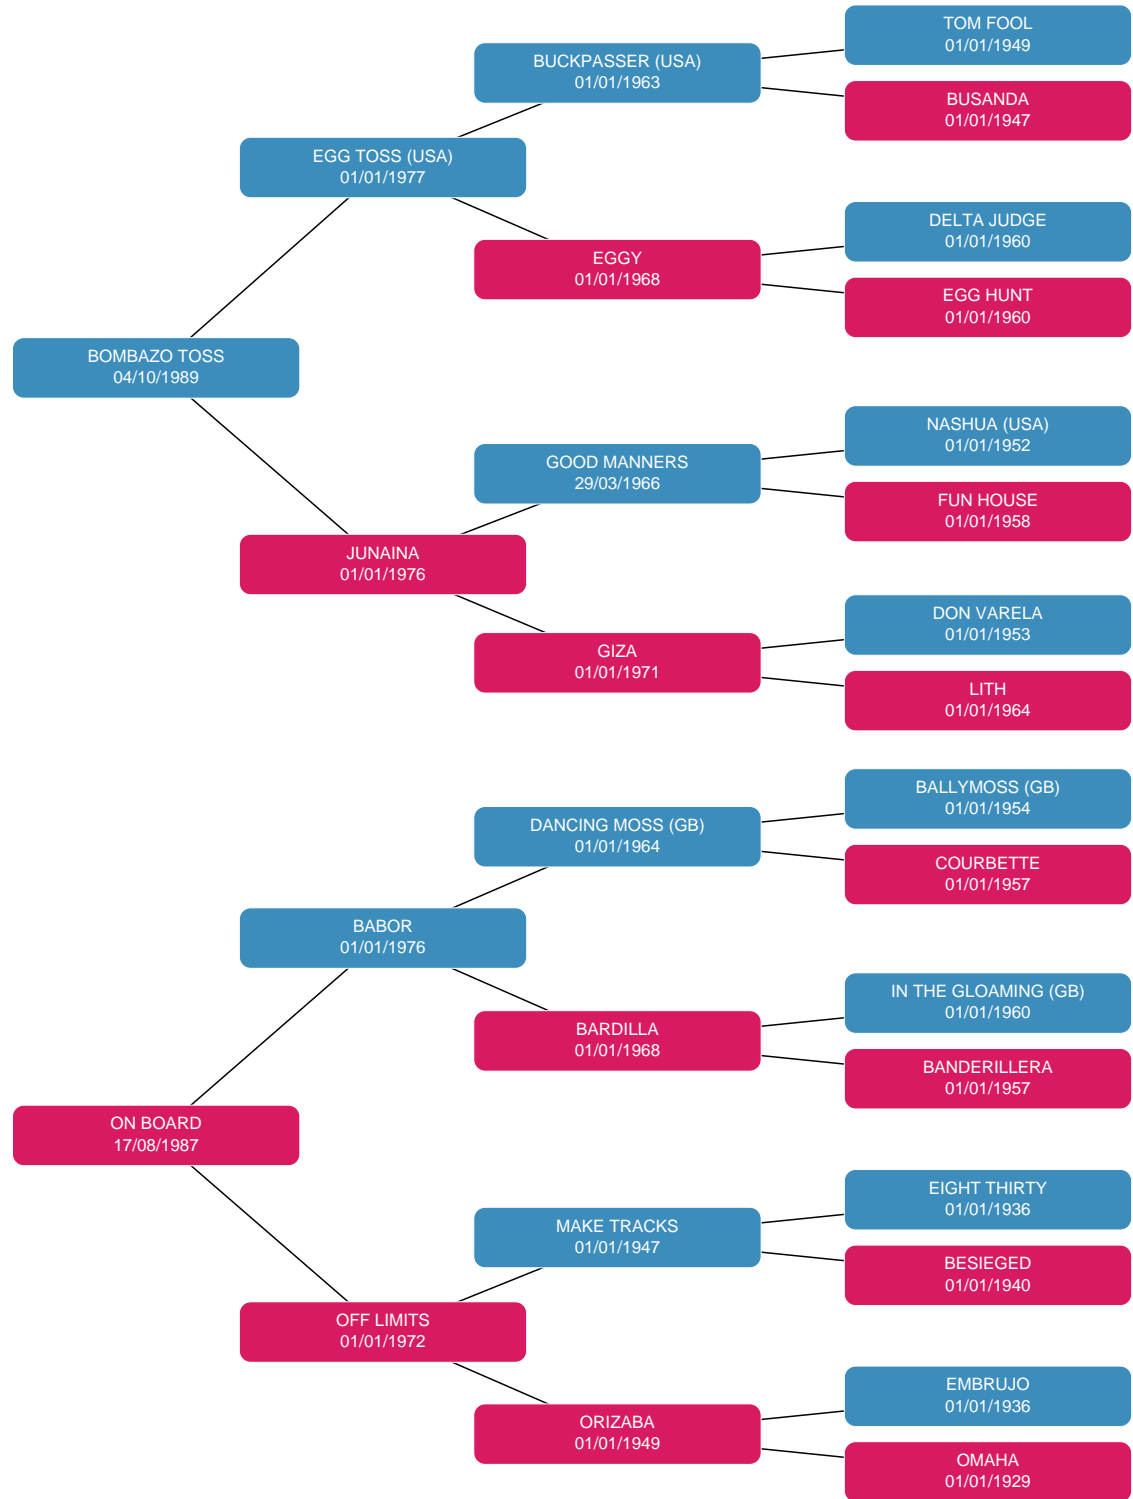 TOM FOOL
01/01/1949
BUCKPASSER (USA)
01/01/1963
BUSANDA
01/01/1947
EGG TOSS (USA)
01/01/1977
DELTA JUDGE
01/01/1960
EGGY
01/01/1968
EGG HUNT
01/01/1960
BOMBAZO TOSS
04/10/1989
NASHUA (USA)
01/01/1952
GOOD MANNERS
29/03/1966
FUN HOUSE
01/01/1958
JUNAINA
01/01/1976
DON VARELA
01/01/1953
GIZA
01/01/1971
LITH
01/01/1964
BALLYMOSS (GB)
01/01/1954
DANCING MOSS (GB)
01/01/1964
COURBETTE
01/01/1957
BABOR
01/01/1976
IN THE GLOAMING (GB)
01/01/1960
BARDILLA
01/01/1968
BANDERILLERA
01/01/1957
ON BOARD
17/08/1987
EIGHT THIRTY
01/01/1936
MAKE TRACKS
01/01/1947
BESIEGED
01/01/1940
OFF LIMITS
01/01/1972
EMBRUJO
01/01/1936
ORIZABA
01/01/1949
OMAHA
01/01/1929